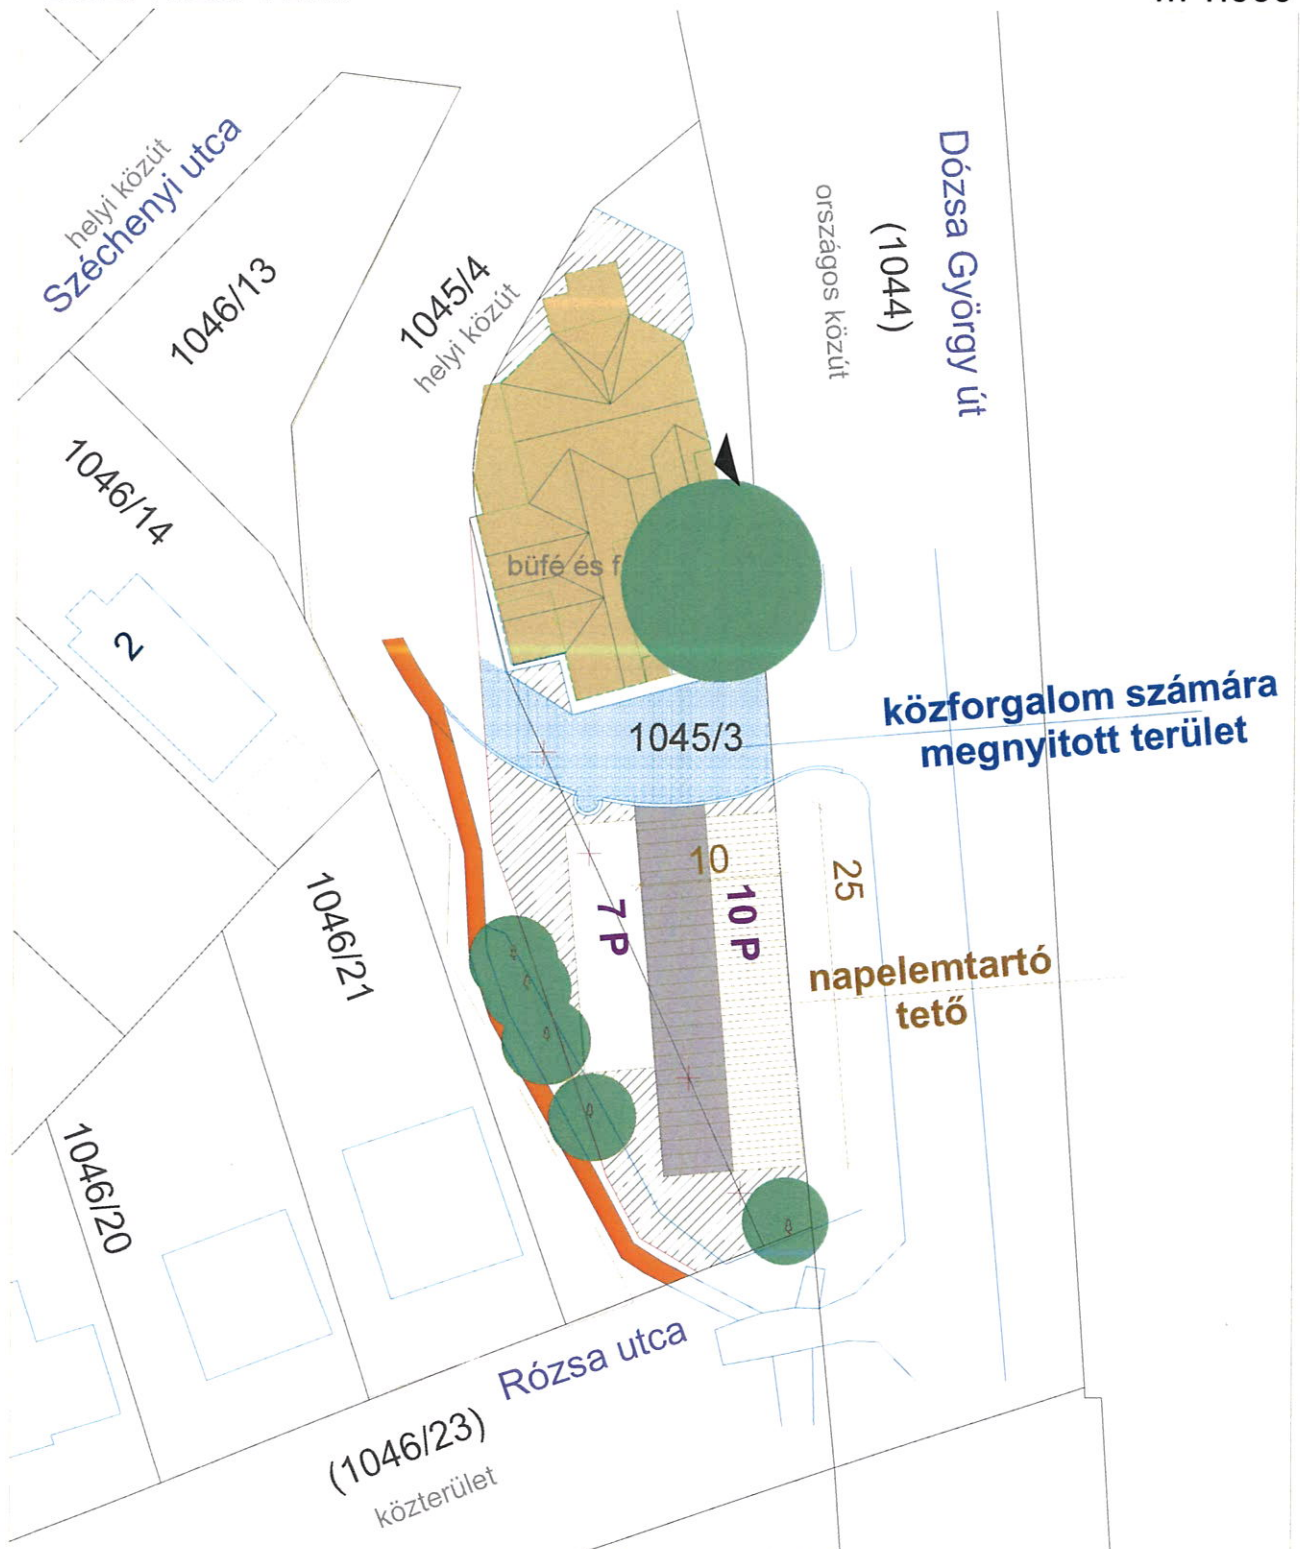 helyi közút
Széchenyi utca
1046/13
1045/4
helyi közút
országos közút
(1044)
Dózsa György út
1046/14
2
büfé és f
1045/3
közforgalom számára
megnyitott terület
10
25
7 P
10 P
napelemtartó
tető
1046/21
1046/20
Rózsa utca
(1046/23)
közterület